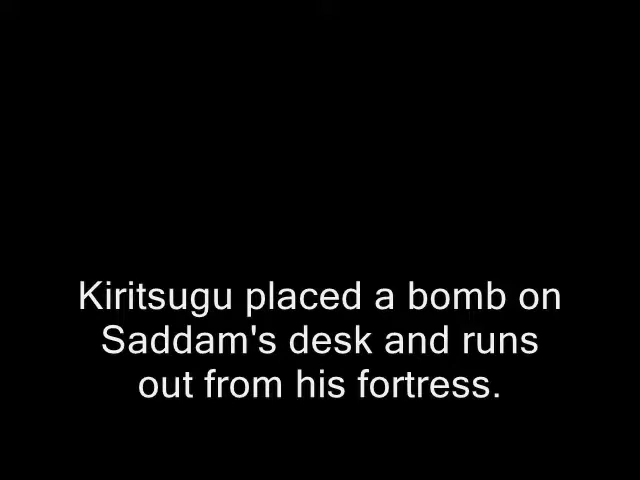 Kiritsugu placed a bomb on
Saddam's desk and runs
out from his fortress.